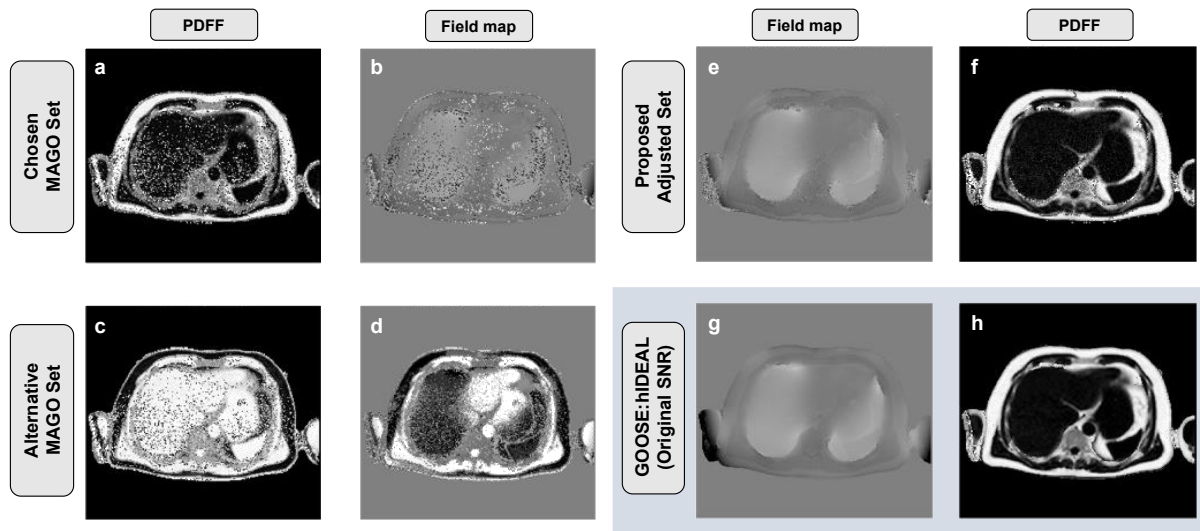 PDFF
Field map
Field map
PDFF
Chosen
MAGO Set
a
b
Proposed
Adjusted Set
e
f
Alternative
MAGO Set
c
d
GOOSE:hIDEAL
(Original SNR)
g
h